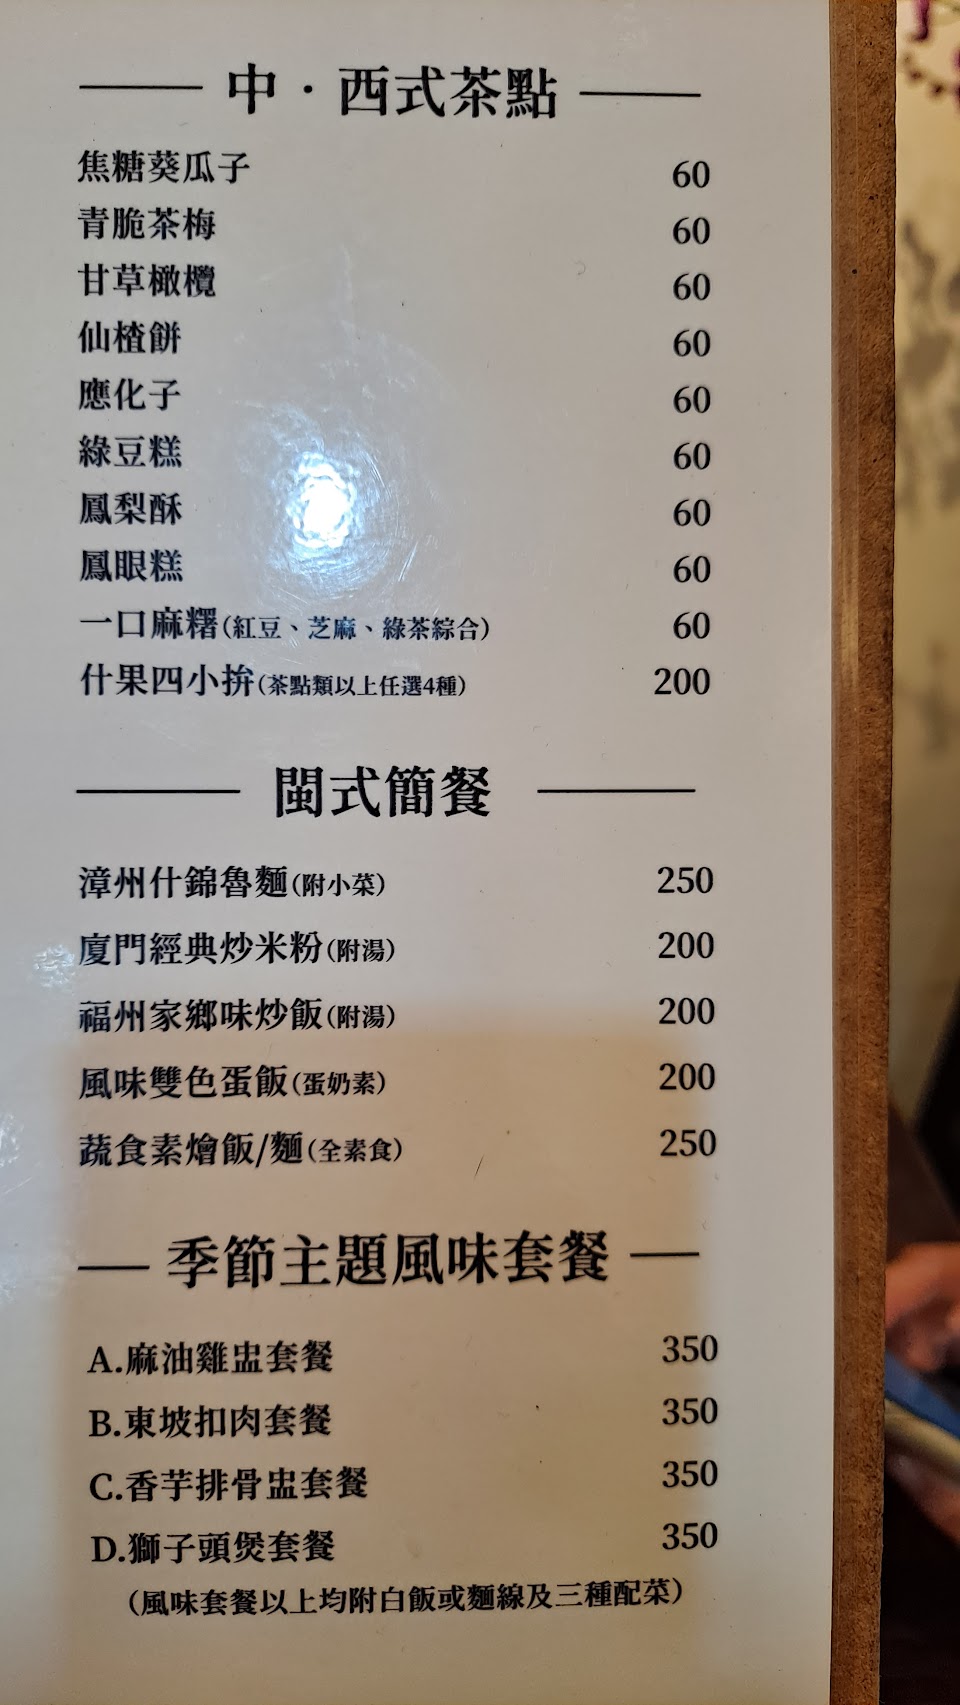 中·西式茶點
焦糖葵瓜子 60
青脆茶梅 60
甘草橄欖 60
仙楂餅 60
應化子 60
綠豆糕 60
鳳梨酥 60
鳳眼糕 60
一口麻糬(紅豆、芝麻、綠茶綜合) 60
什果四小拚(茶點類以上任選4種) 200
閩式簡餐
漳州什錦魯麵(附小菜) 250
廈門經典炒米粉(附湯) 200
福州家鄉味炒飯(附湯) 200
風味雙色蛋飯(蛋奶素) 200
蔬食素燴飯/麵(全素食) 250
季節主題風味套餐
A.麻油雞盅套餐 350
B.東坡扣肉套餐 350
C.香芋排骨盅套餐 350
D.獅子頭煲套餐 350
(風味套餐以上均附白飯或麵線及三種配菜)